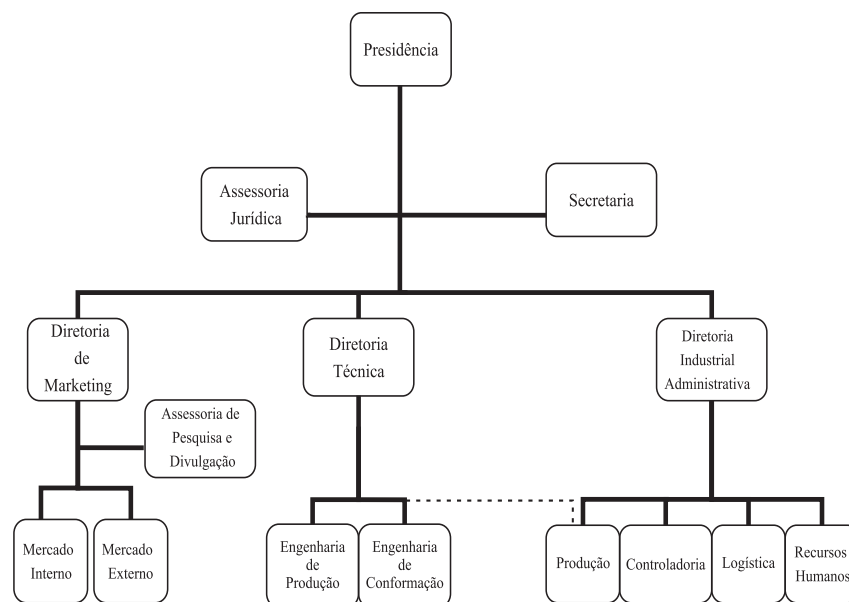 Presidência
Assessoria
Jurídica
Secretaria
Diretoria
de
Marketing
Diretoria
Técnica
Diretoria
Industrial
Administrativa
Assessoria de
Pesquisa e
Divulgação
Mercado
Interno
Mercado
Externo
Engenharia
de
Produção
Engenharia
de
Conformação
Produção
Controladoria
Logística
Recursos
Humanos